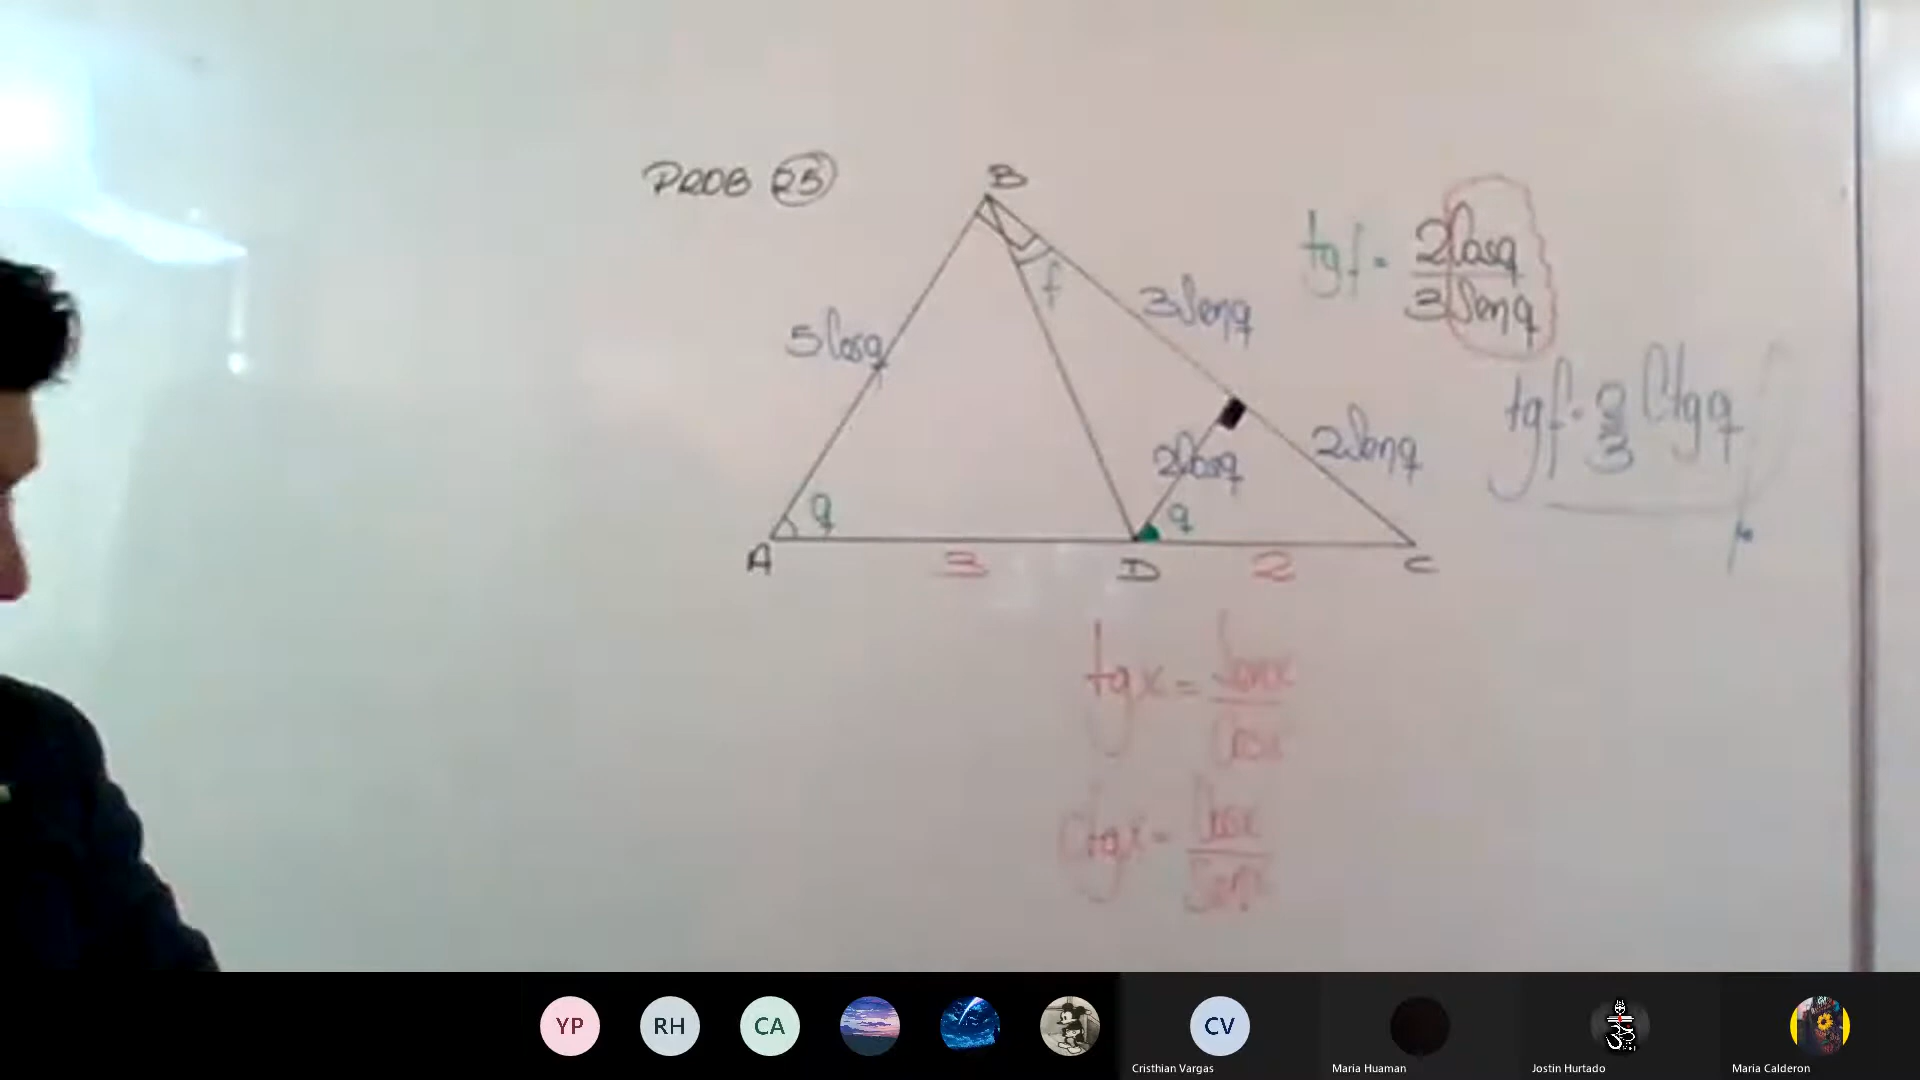 PROB 25
B
f
5Cosq
3Senq
2Senq
2Cosq
q
q
A
3
D
2
C
tgf = 2Cosq / 3Senq
tgf = 2/3 Ctgq
tgx = Senx / Cosx
Ctgx = Cosx / Senx
YP
RH
CA
CV
Cristhian Vargas
Maria Huaman
Jostin Hurtado
Maria Calderon